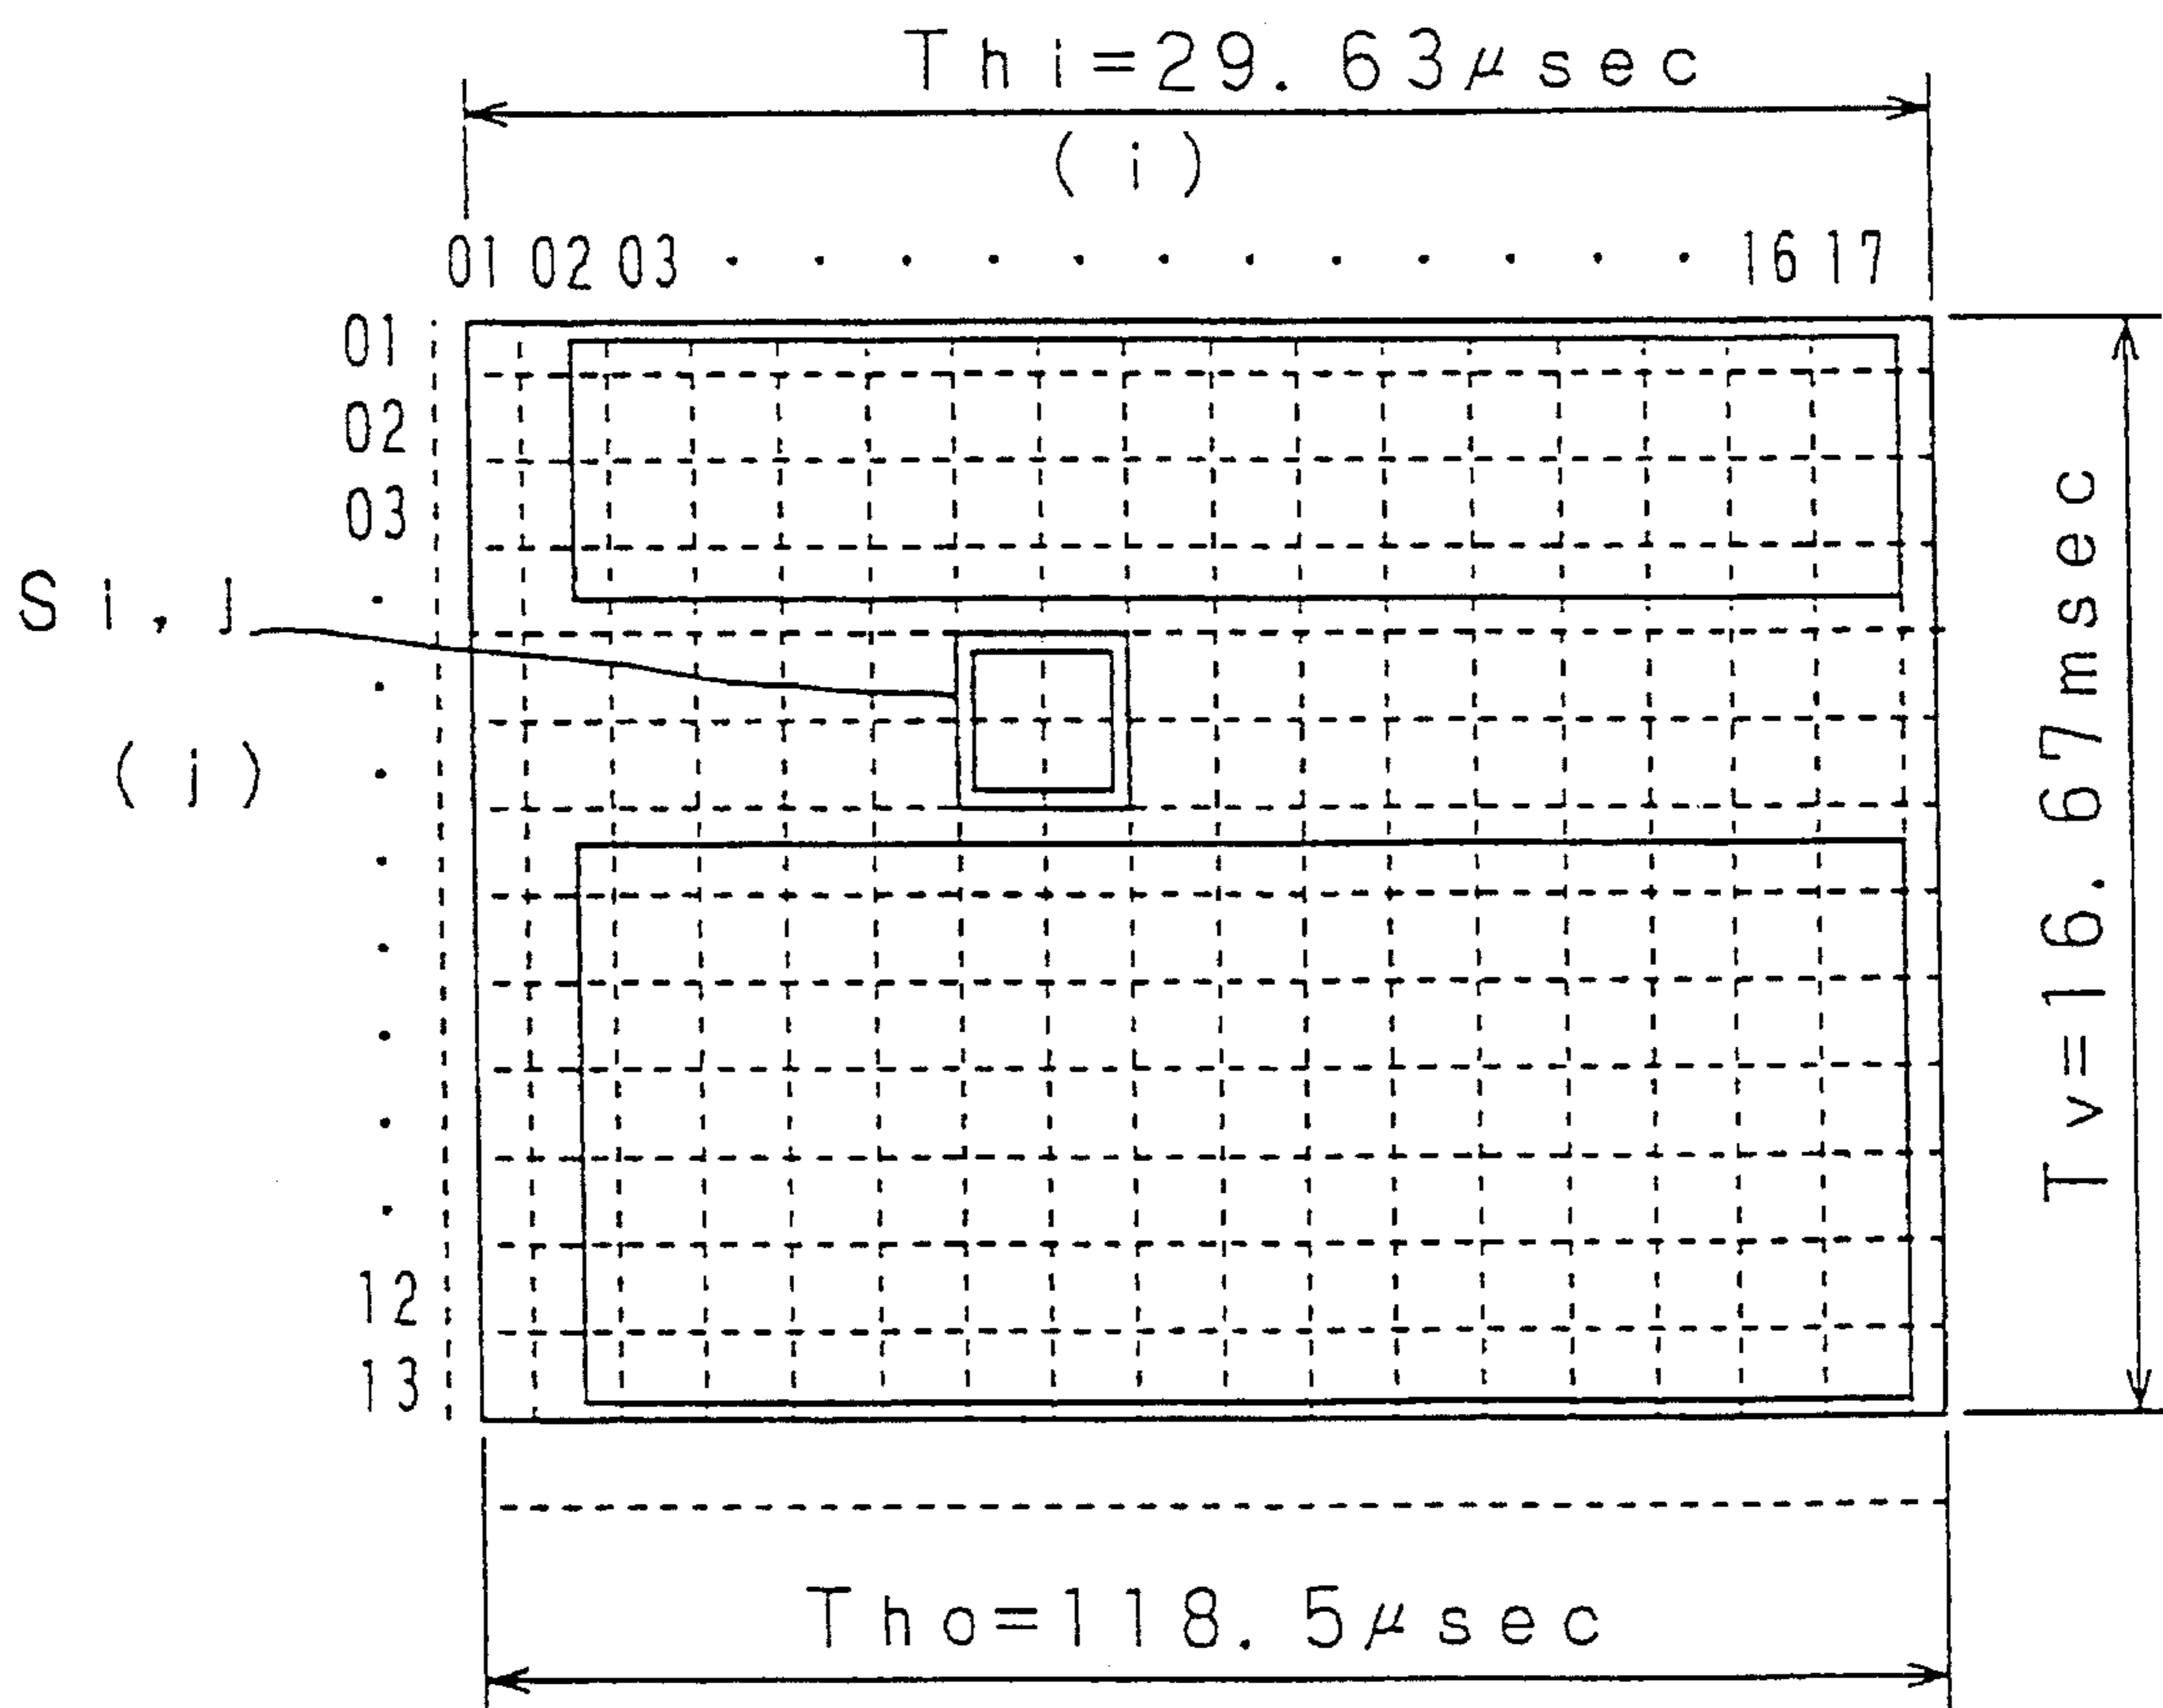 Thi=29.63μsec
(i)
01 02 03 · · · · · · · · · · · · 16 17
01
02
03
Si,j
(j)
12
13
Tv=16.67msec
Tho=118.5μsec